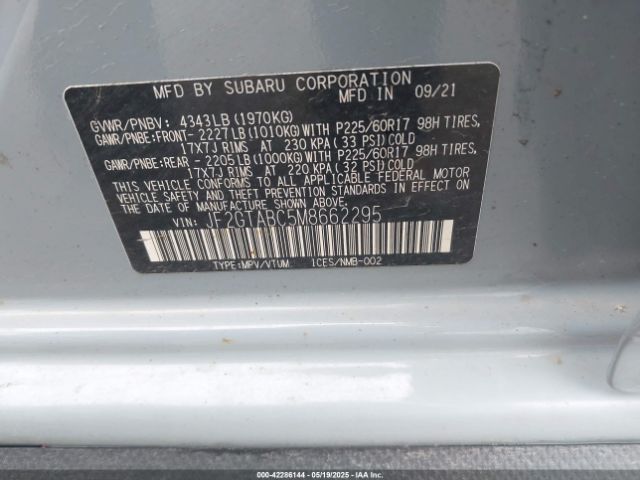 MFD BY SUBARU CORPORATION
MFD IN 09/21
GVWR/PNBV: 4343LB (1970KG)
GAWR/PNBE:FRONT- 2227LB(1010KG)WITH P225/60R17 98H TIRES,
17X7J RIMS AT 230 KPA(33 PSI)COLD
GAWR/PNBE:REAR - 2205LB(1000KG)WITH P225/60R17 98H TIRES,
17X7J RIMS AT 220 KPA(32 PSI)COLD
THIS VEHICLE CONFORMS TO ALL APPLICABLE FEDERAL MOTOR
VEHICLE SAFETY, BUMPER, AND THEFT PREVENTION STANDARDS IN EFFECT ON
THE DATE OF MANUFACTURE SHOWN ABOVE.
VIN: JF2GTABC5M8662295
TYPE:MPV/VTUM 1CES/NMB-002
000-42286144 - 05/19/2025 - IAAI.COM